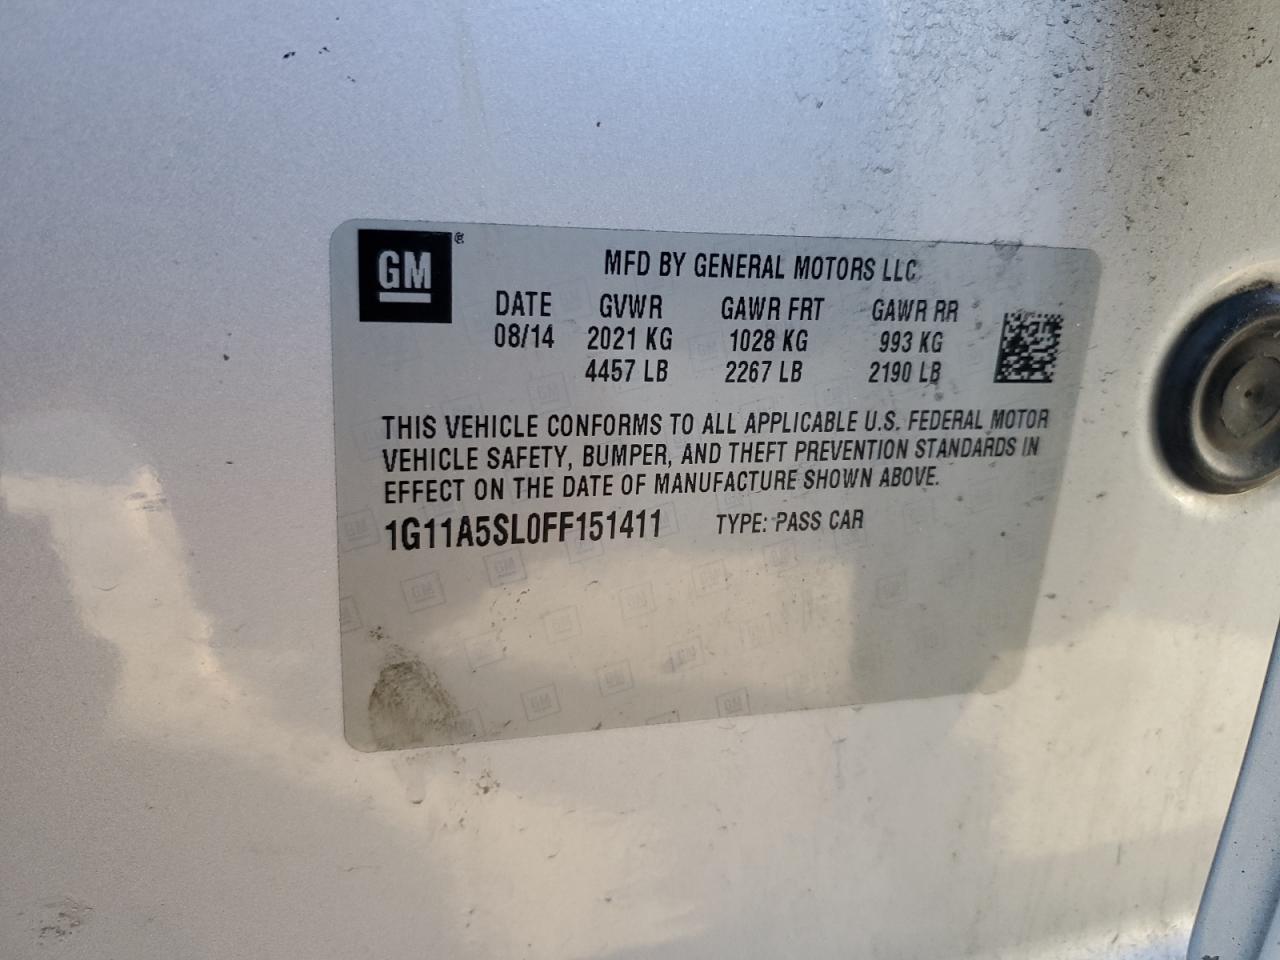 GM ®
MFD BY GENERAL MOTORS LLC
DATE GVWR GAWR FRT GAWR RR
08/14 2021 KG 1028 KG 993 KG
4457 LB 2267 LB 2190 LB
THIS VEHICLE CONFORMS TO ALL APPLICABLE U.S. FEDERAL MOTOR
VEHICLE SAFETY, BUMPER, AND THEFT PREVENTION STANDARDS IN
EFFECT ON THE DATE OF MANUFACTURE SHOWN ABOVE.
1G11A5SL0FF151411 TYPE: PASS CAR